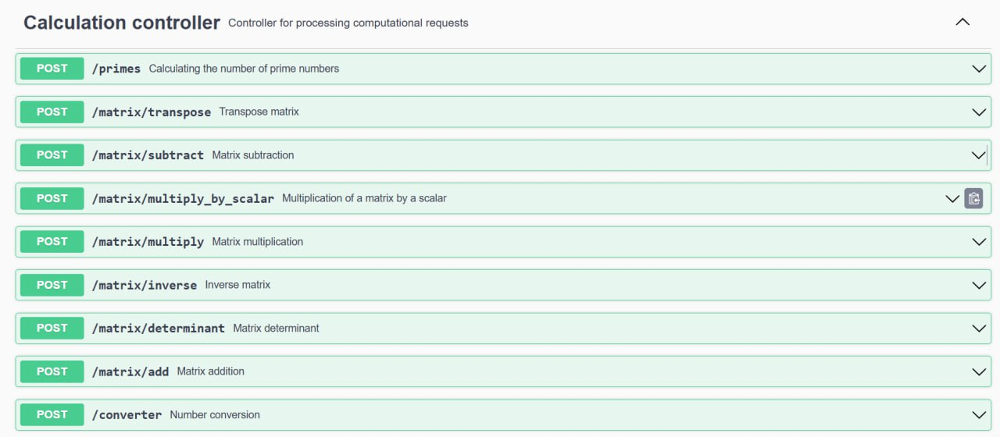 Calculation controller Controller for processing computational requests
POST /primes Calculating the number of prime numbers
POST /matrix/transpose Transpose matrix
POST /matrix/subtract Matrix subtraction
POST /matrix/multiply_by_scalar Multiplication of a matrix by a scalar
POST /matrix/multiply Matrix multiplication
POST /matrix/inverse Inverse matrix
POST /matrix/determinant Matrix determinant
POST /matrix/add Matrix addition
POST /converter Number conversion